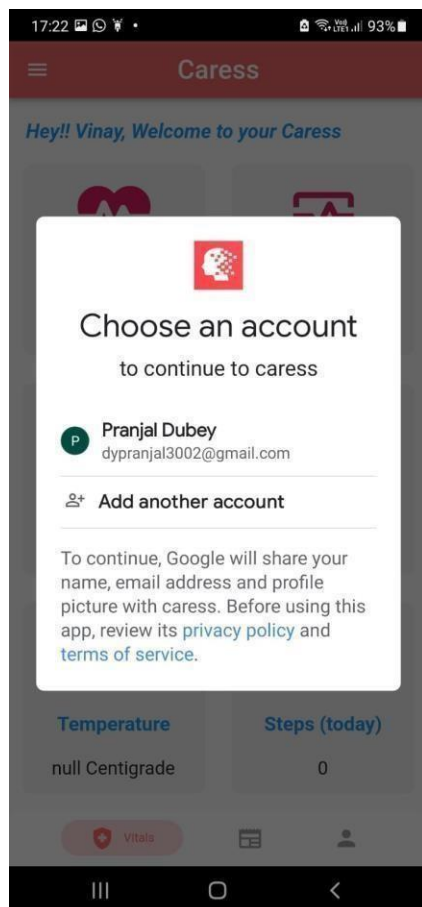 17:22
VoD
LTE1 93%
Caress
Hey!! Vinay, Welcome to your Caress
Choose an account
to continue to caress
P
Pranjal Dubey
dypranjal3002@gmail.com
Add another account
To continue, Google will share your
name, email address and profile
picture with caress. Before using this
app, review its privacy policy and
terms of service.
Temperature
Steps (today)
null Centigrade
0
Vitals